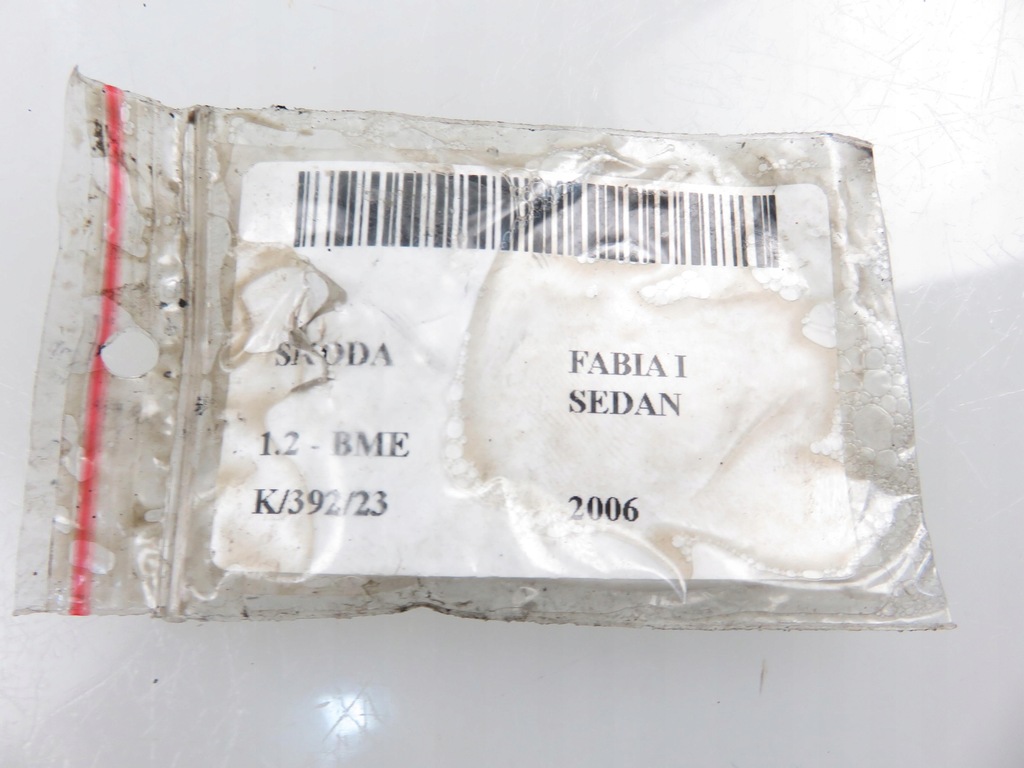 SKODA FABIA I
SEDAN
1.2 - BME
K/392/23 2006